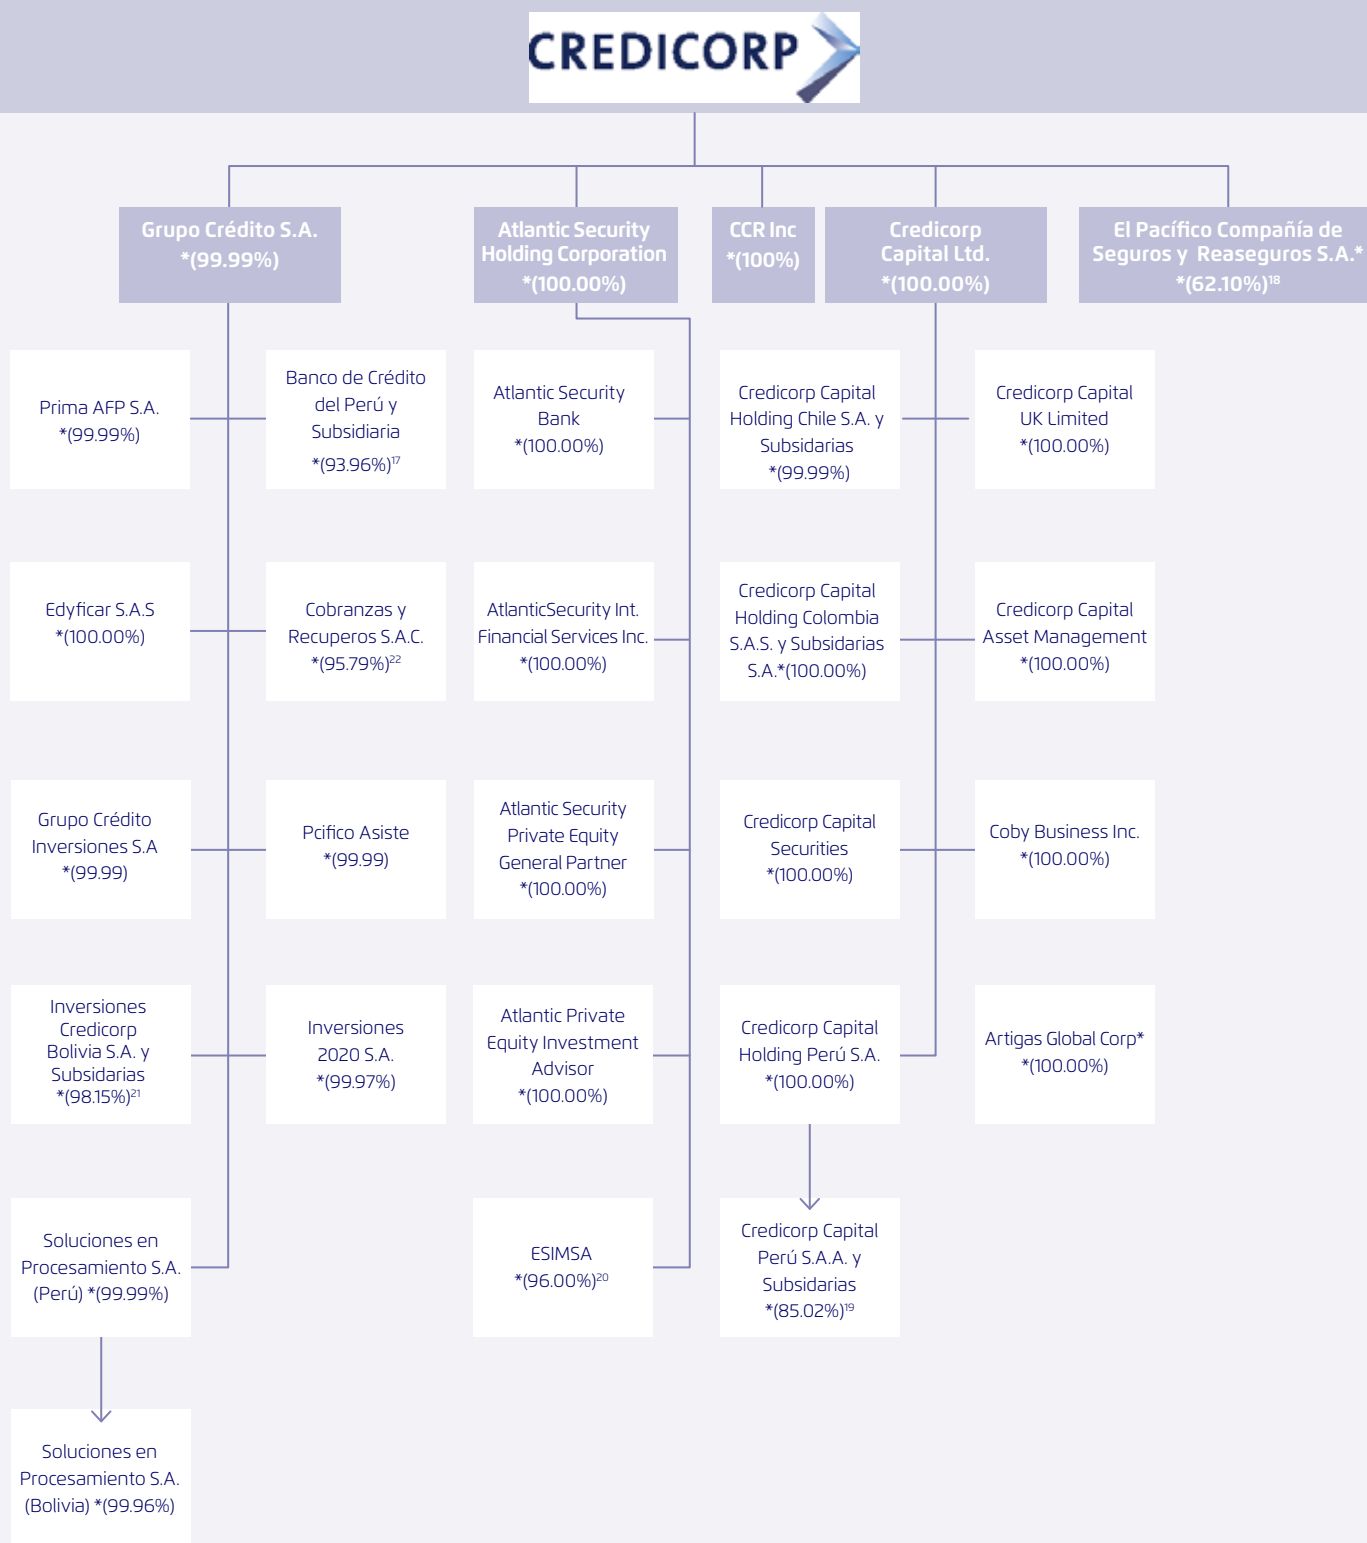 CREDICORP
Grupo Crédito S.A.
*(99.99%)
Atlantic Security
Holding Corporation
*(100.00%)
CCR Inc
*(100%)
Credicorp
Capital Ltd.
*(100.00%)
El Pacífico Compañía de
Seguros y Reaseguros S.A.*
*(62.10%)18
Prima AFP S.A.
*(99.99%)
Banco de Crédito
del Perú y
Subsidiaria
*(93.96%)17
Atlantic Security
Bank
*(100.00%)
Credicorp Capital
Holding Chile S.A. y
Subsidarias
*(99.99%)
Credicorp Capital
UK Limited
*(100.00%)
Edyficar S.A.S
*(100.00%)
Cobranzas y
Recuperos S.A.C.
*(95.79%)22
AtlanticSecurity Int.
Financial Services Inc.
*(100.00%)
Credicorp Capital
Holding Colombia
S.A.S. y Subsidarias
S.A.*(100.00%)
Credicorp Capital
Asset Management
*(100.00%)
Grupo Crédito
Inversiones S.A
*(99.99)
Pcifico Asiste
*(99.99)
Atlantic Security
Private Equity
General Partner
*(100.00%)
Credicorp Capital
Securities
*(100.00%)
Coby Business Inc.
*(100.00%)
Inversiones
Credicorp
Bolivia S.A. y
Subsidarias
*(98.15%)21
Inversiones
2020 S.A.
*(99.97%)
Atlantic Private
Equity Investment
Advisor
*(100.00%)
Credicorp Capital
Holding Perú S.A.
*(100.00%)
Artigas Global Corp*
*(100.00%)
Soluciones en
Procesamiento S.A.
(Perú) *(99.99%)
ESIMSA
*(96.00%)20
Credicorp Capital
Perú S.A.A. y
Subsidarias
*(85.02%)19
Soluciones en
Procesamiento S.A.
(Bolivia) *(99.96%)